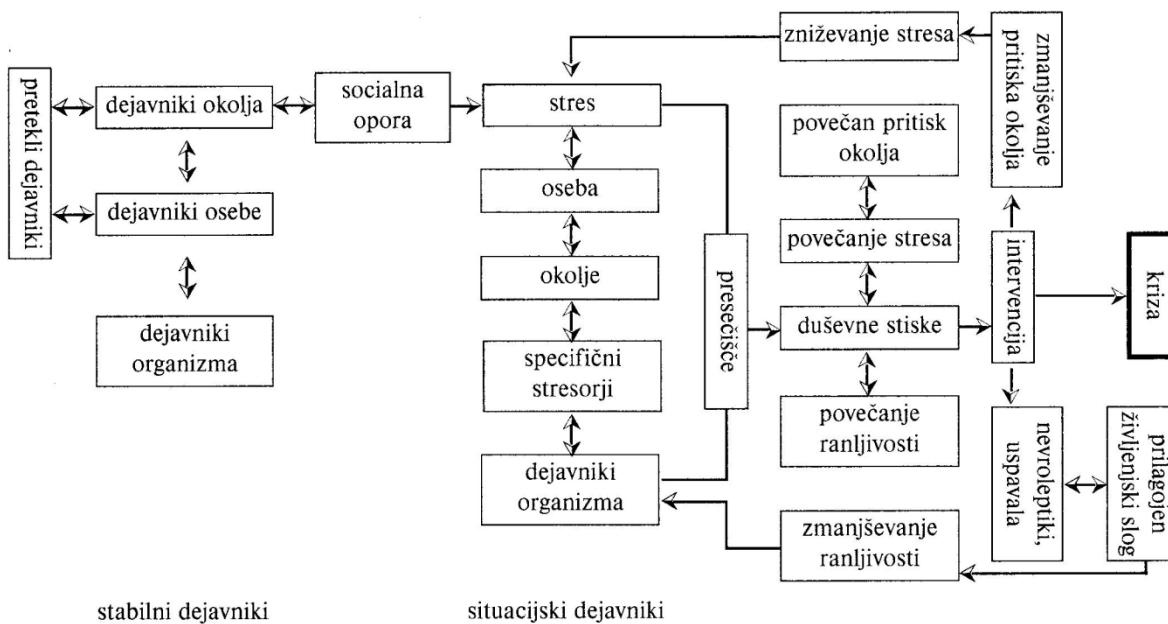 pretekli dejavniki
dejavniki okolja
dejavniki osebe
dejavniki
organizma
socialna
opora
stres
oseba
okolje
specifični
stresorji
dejavniki
organizma
presečišče
zniževanje stresa
povečan pritisk
okolja
povečanje stresa
duševne stiske
povečanje
ranljivosti
zmanjševanje
ranljivosti
zmanjševanje
pritiska okolja
intervencija
nevroleptiki,
uspavala
kriza
prilagojen
življenjski slog
stabilni dejavniki
situacijski dejavniki